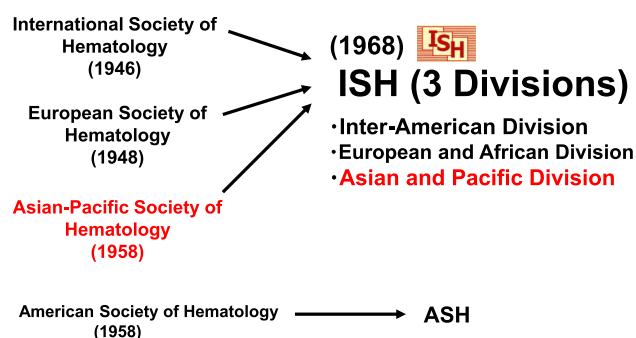 International Society of
Hematology
(1946)
European Society of
Hematology
(1948)
Asian-Pacific Society of
Hematology
(1958)
(1968)
ISH
ISH (3 Divisions)
・Inter-American Division
・European and African Division
・Asian and Pacific Division
American Society of Hematology
(1958)
ASH